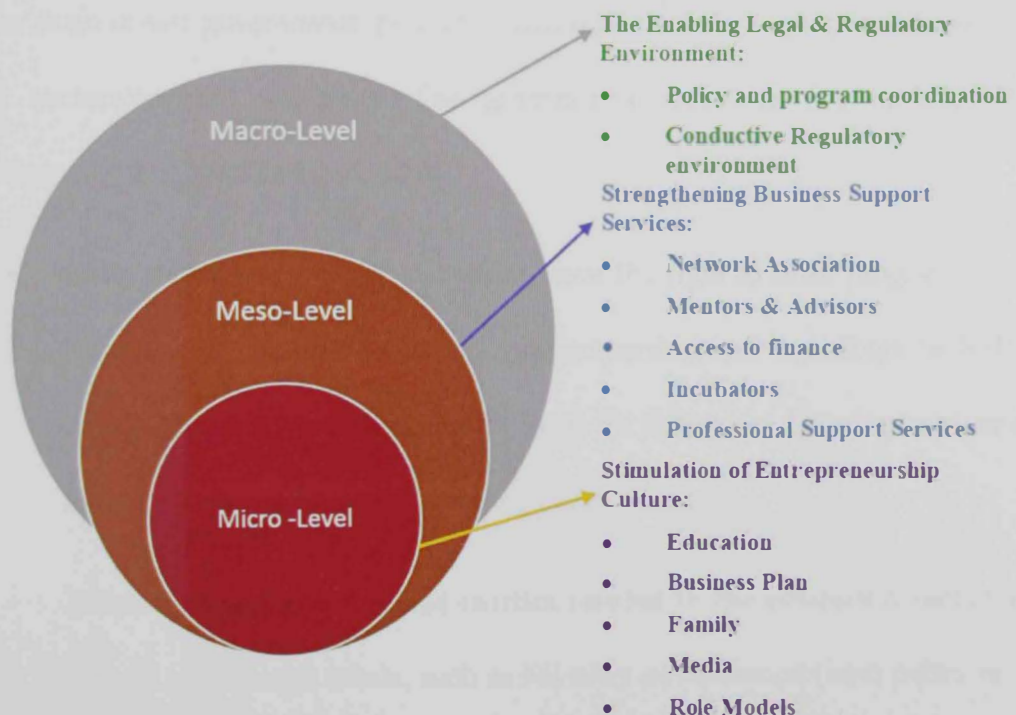 The Enabling Legal & Regulatory
Environment:
• Policy and program coordination
• Conductive Regulatory
environment
Strengthening Business Support
Services:
• Network Association
• Mentors & Advisors
• Access to finance
• Incubators
• Professional Support Services
Stimulation of Entrepreneurship
Culture:
• Education
• Business Plan
• Family
• Media
• Role Models
Macro-Level
Meso-Level
Micro -Level